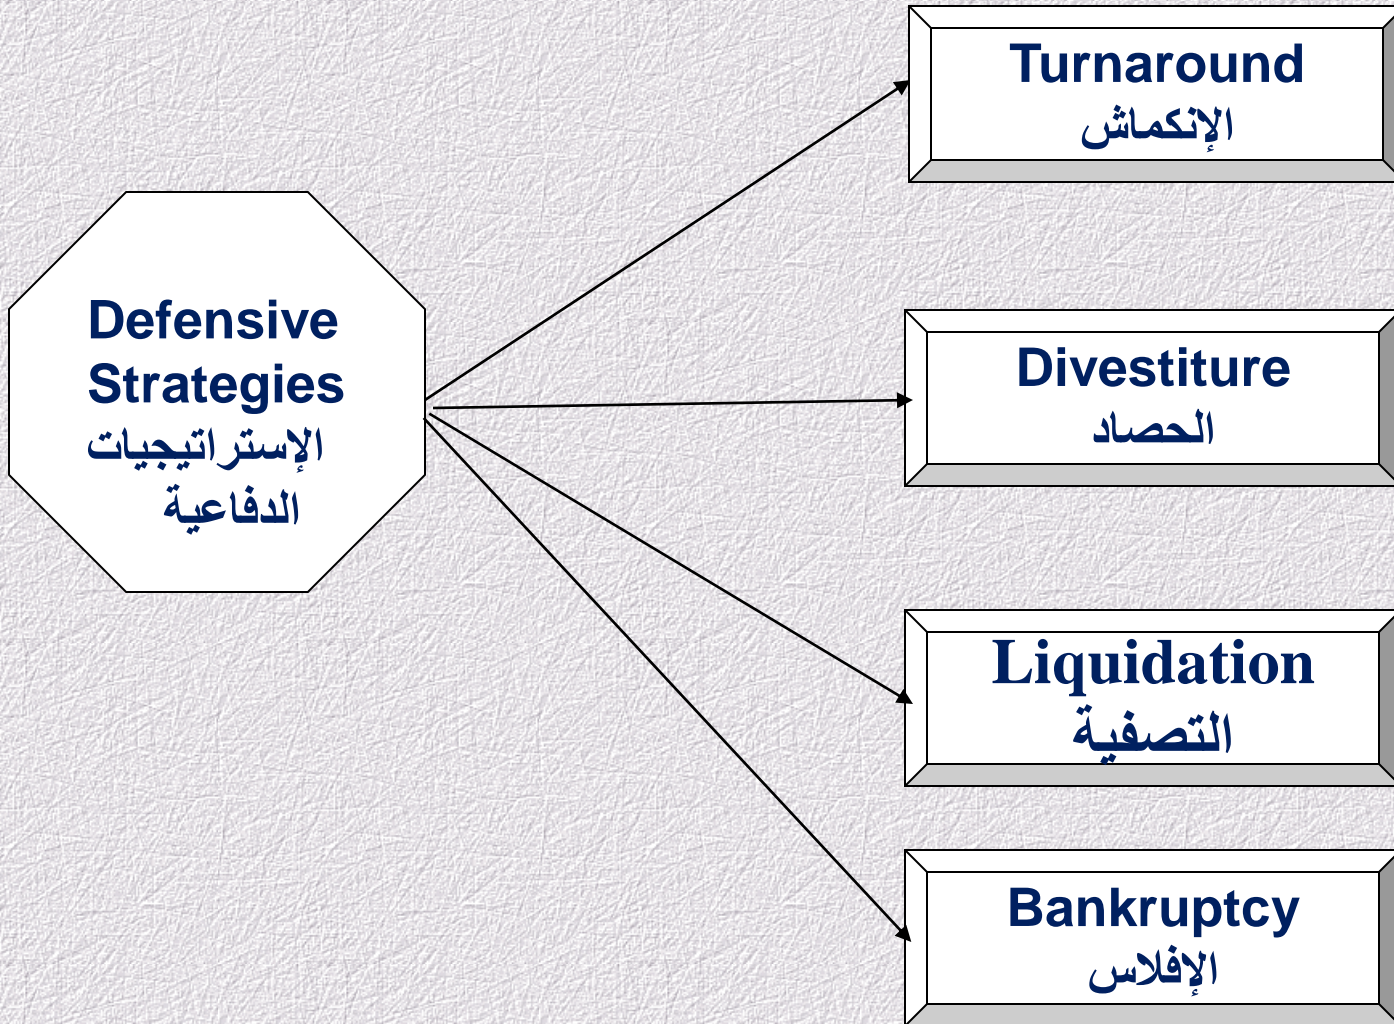 Defensive
Strategies
الإستراتيجيات
الدفاعية
Turnaround
الإنكماش
Divestiture
الحصاد
Liquidation
التصفية
Bankruptcy
الإفلاس